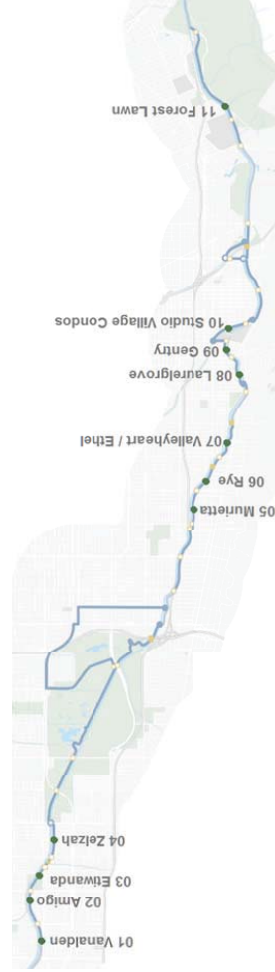 01 Vanalden
02 Amigo
03 Etiwanda
04 Zelzah
05 Murietta
06 Rye
07 Valleyheart / Ethel
08 Laurelgrove
09 Gentry
10 Studio Village Condos
11 Forest Lawn